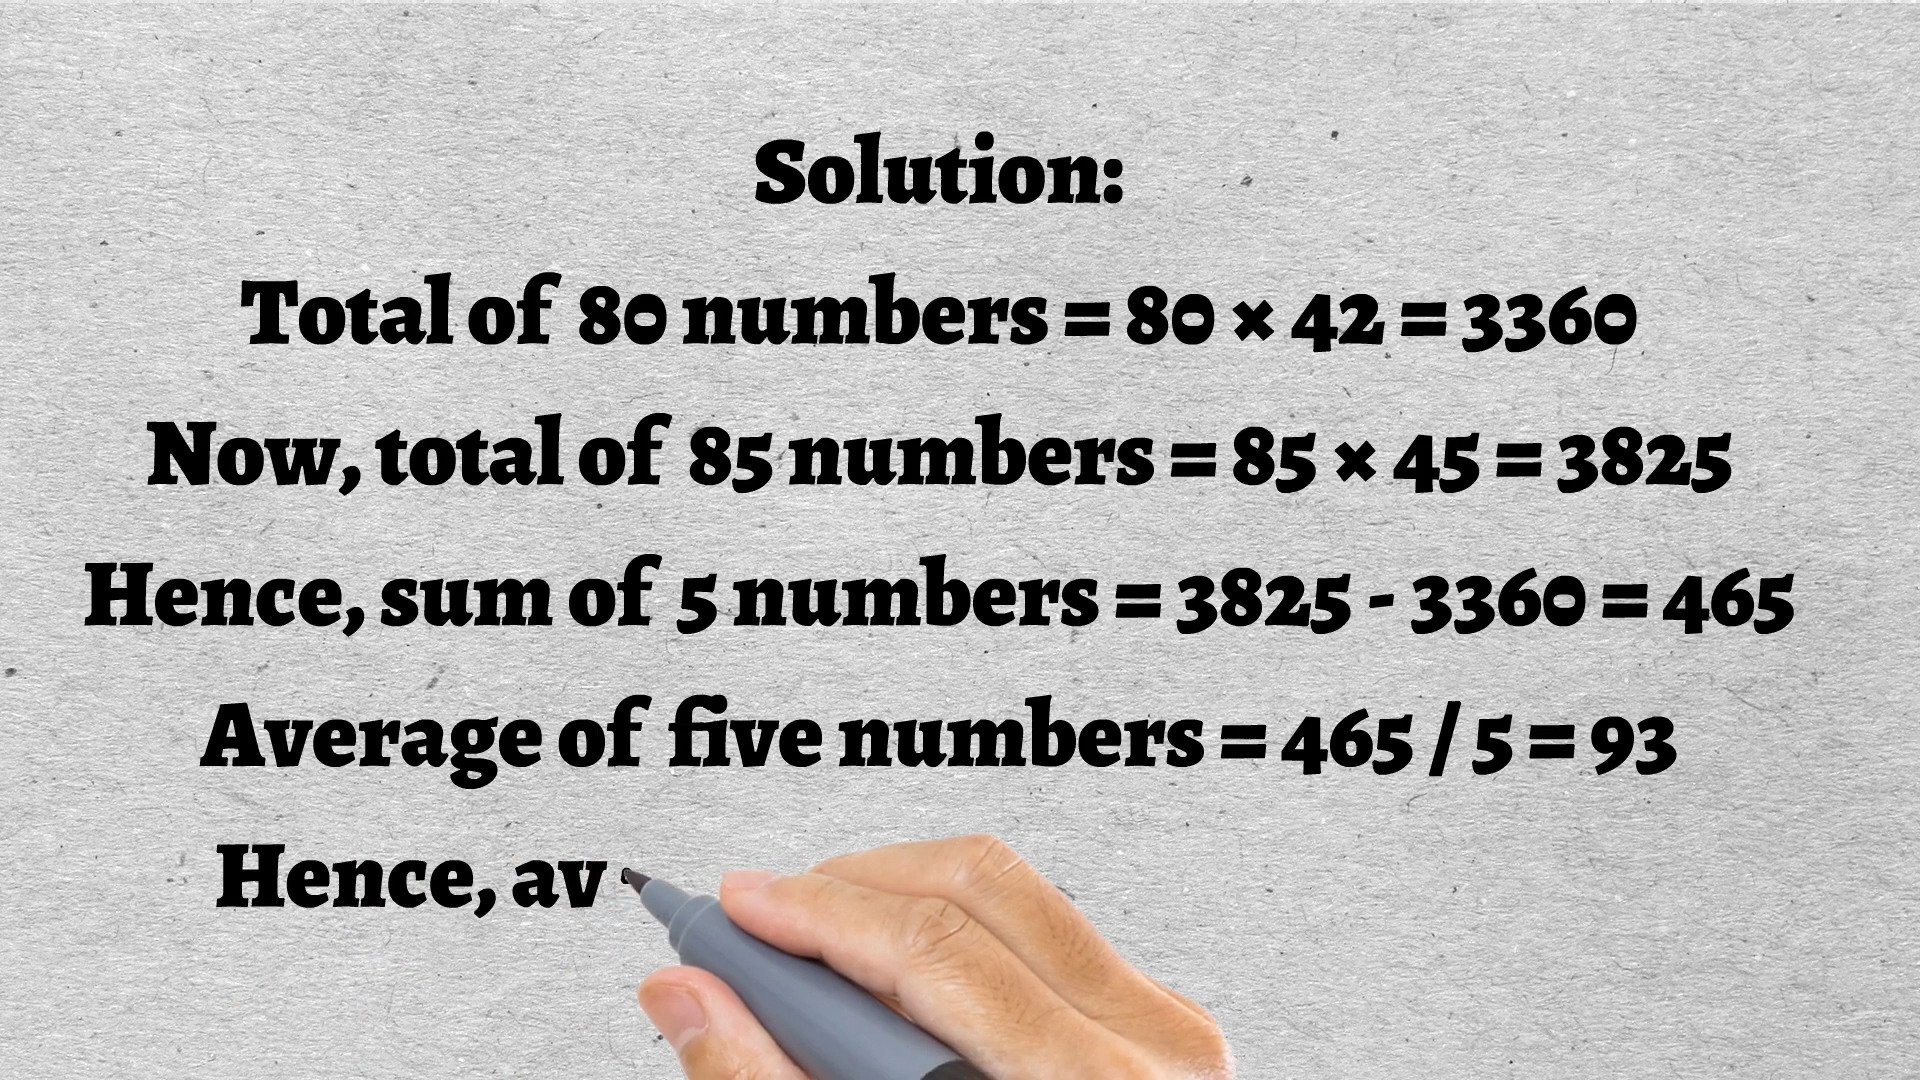 Solution:
Total of 80 numbers = 80 × 42 = 3360
Now, total of 85 numbers = 85 × 45 = 3825
Hence, sum of 5 numbers = 3825 - 3360 = 465
Average of five numbers = 465 / 5 = 93
Hence, av